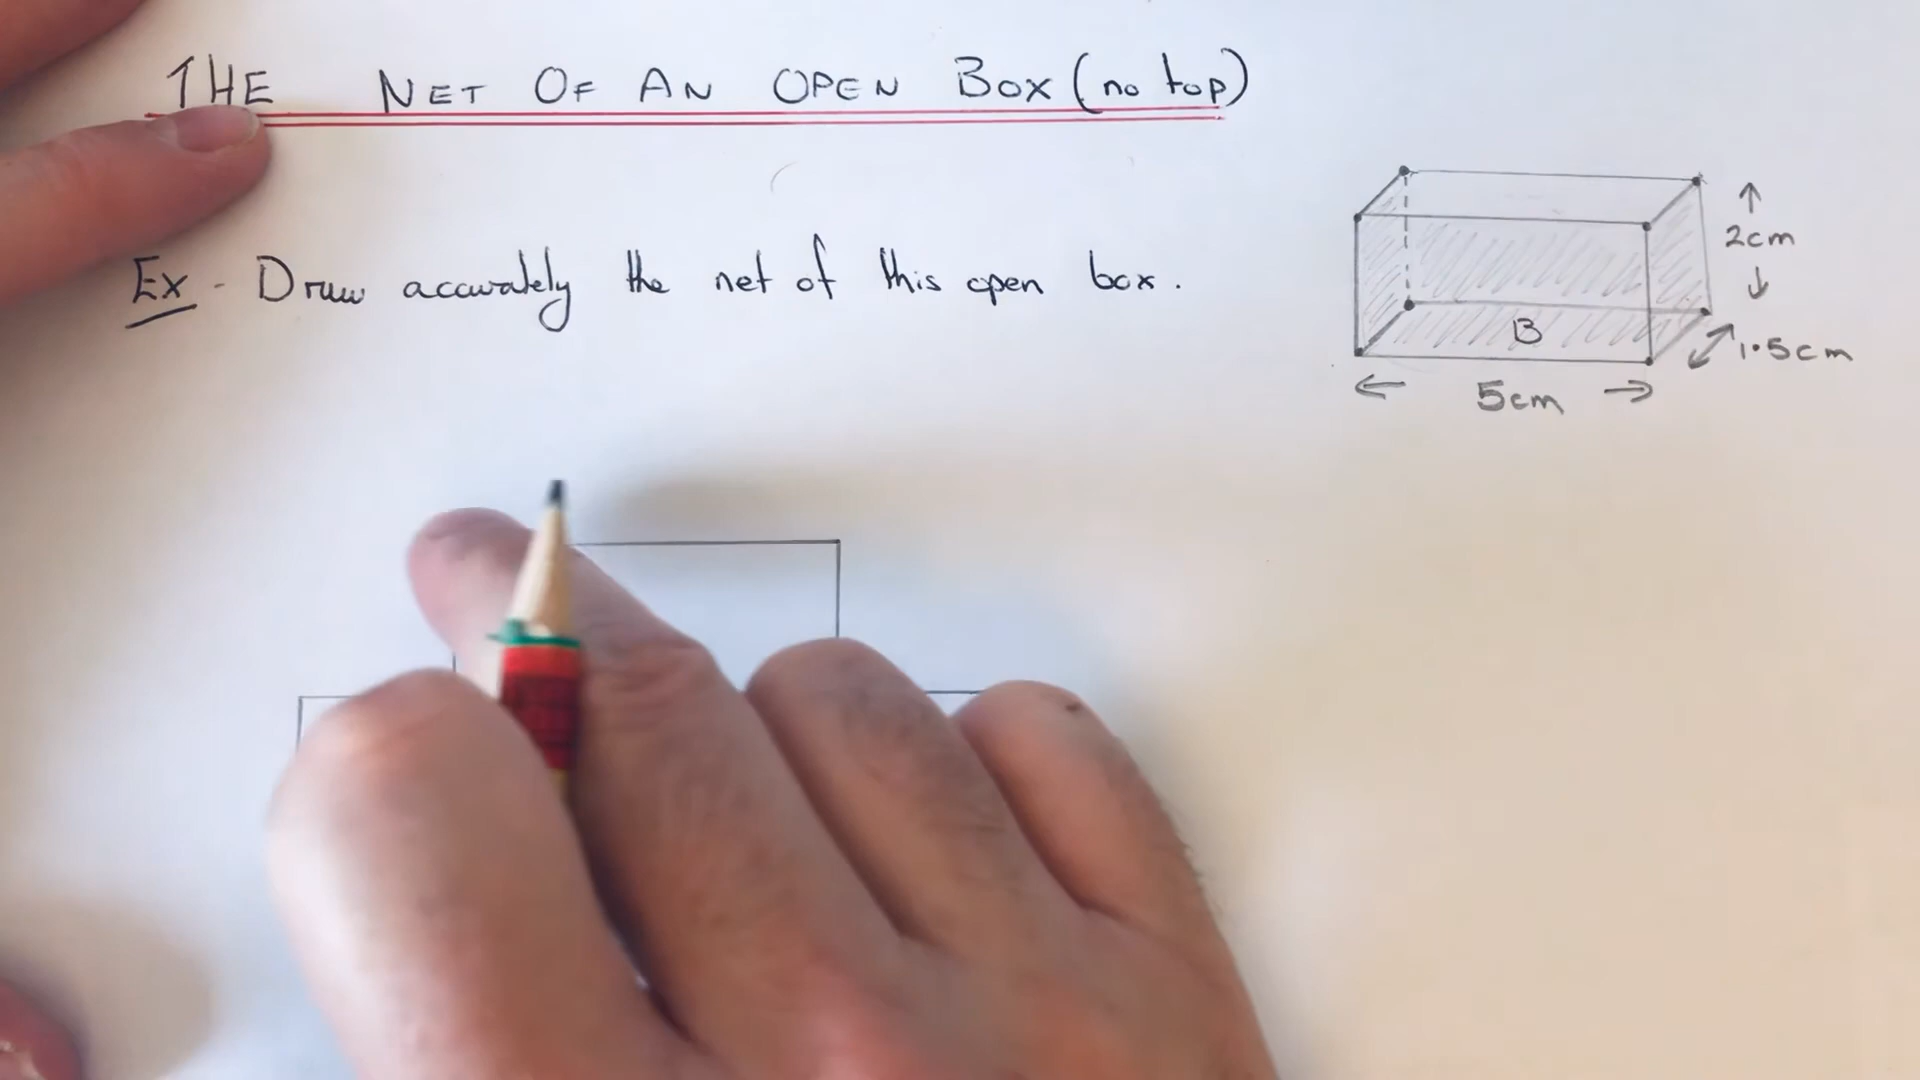 THE NET OF AN OPEN BOX (no top)
Ex - Draw accurately the net of this open box.
2cm
B
1.5cm
5cm